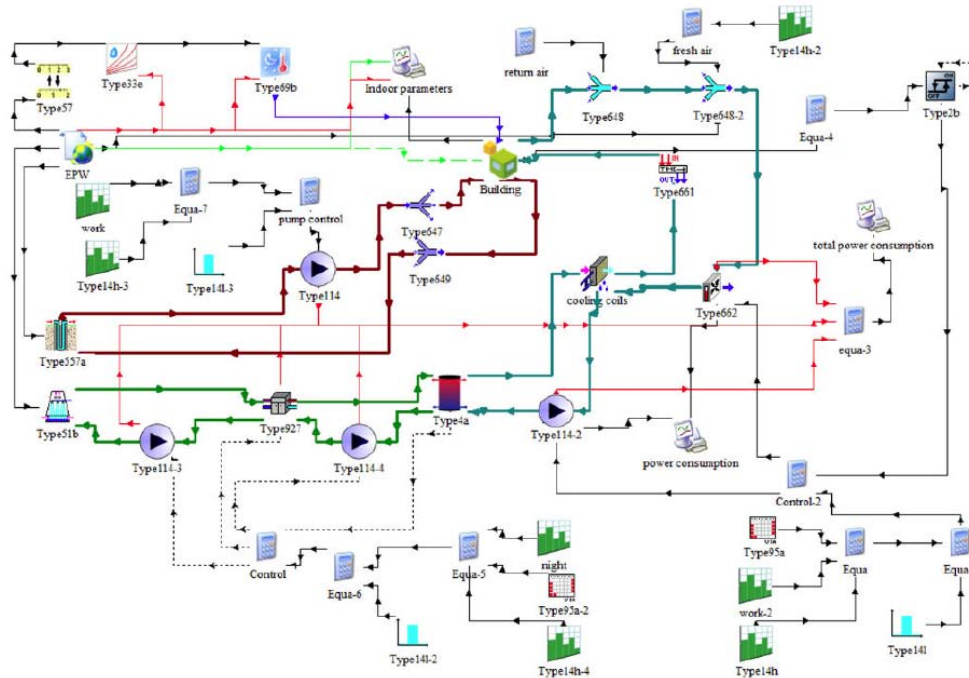 return air
fresh air
Type14h-2
Type57
Type33e
Type69b
Indoor parameters
Type648
Type648-2
Type2b
Equa-4
EPW
Building
Type661
IN
OUT
work
Equa-7
pump control
Type647
Type649
total power consumption
Type14h-3
Type14l-3
Type114
cooling coils
Type662
equa-3
Type557a
Type51b
Type927
Type4a
Type114-3
Type114-4
Type114-2
power consumption
Control-2
Control
Equa-6
Equa-5
night
Type95a-2
Type14l-2
Type14h-4
Type95a
Equa
Equa
work-2
Type14h
Type14l